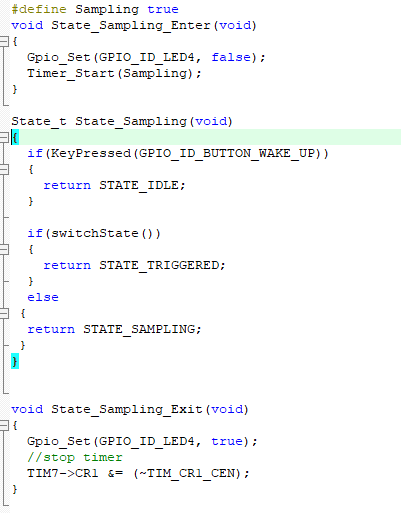 #define Sampling true
void State_Sampling_Enter(void)
{
  Gpio_Set(GPIO_ID_LED4, false);
  Timer_Start(Sampling);
}

State_t State_Sampling(void)
{
  if(KeyPressed(GPIO_ID_BUTTON_WAKE_UP))
  {
    return STATE_IDLE;
  }

  if(switchState())
  {
    return STATE_TRIGGERED;
  }
  else
 {
  return STATE_SAMPLING;
 }
}


void State_Sampling_Exit(void)
{
  Gpio_Set(GPIO_ID_LED4, true);
  //stop timer
  TIM7->CR1 &= (~TIM_CR1_CEN);
}